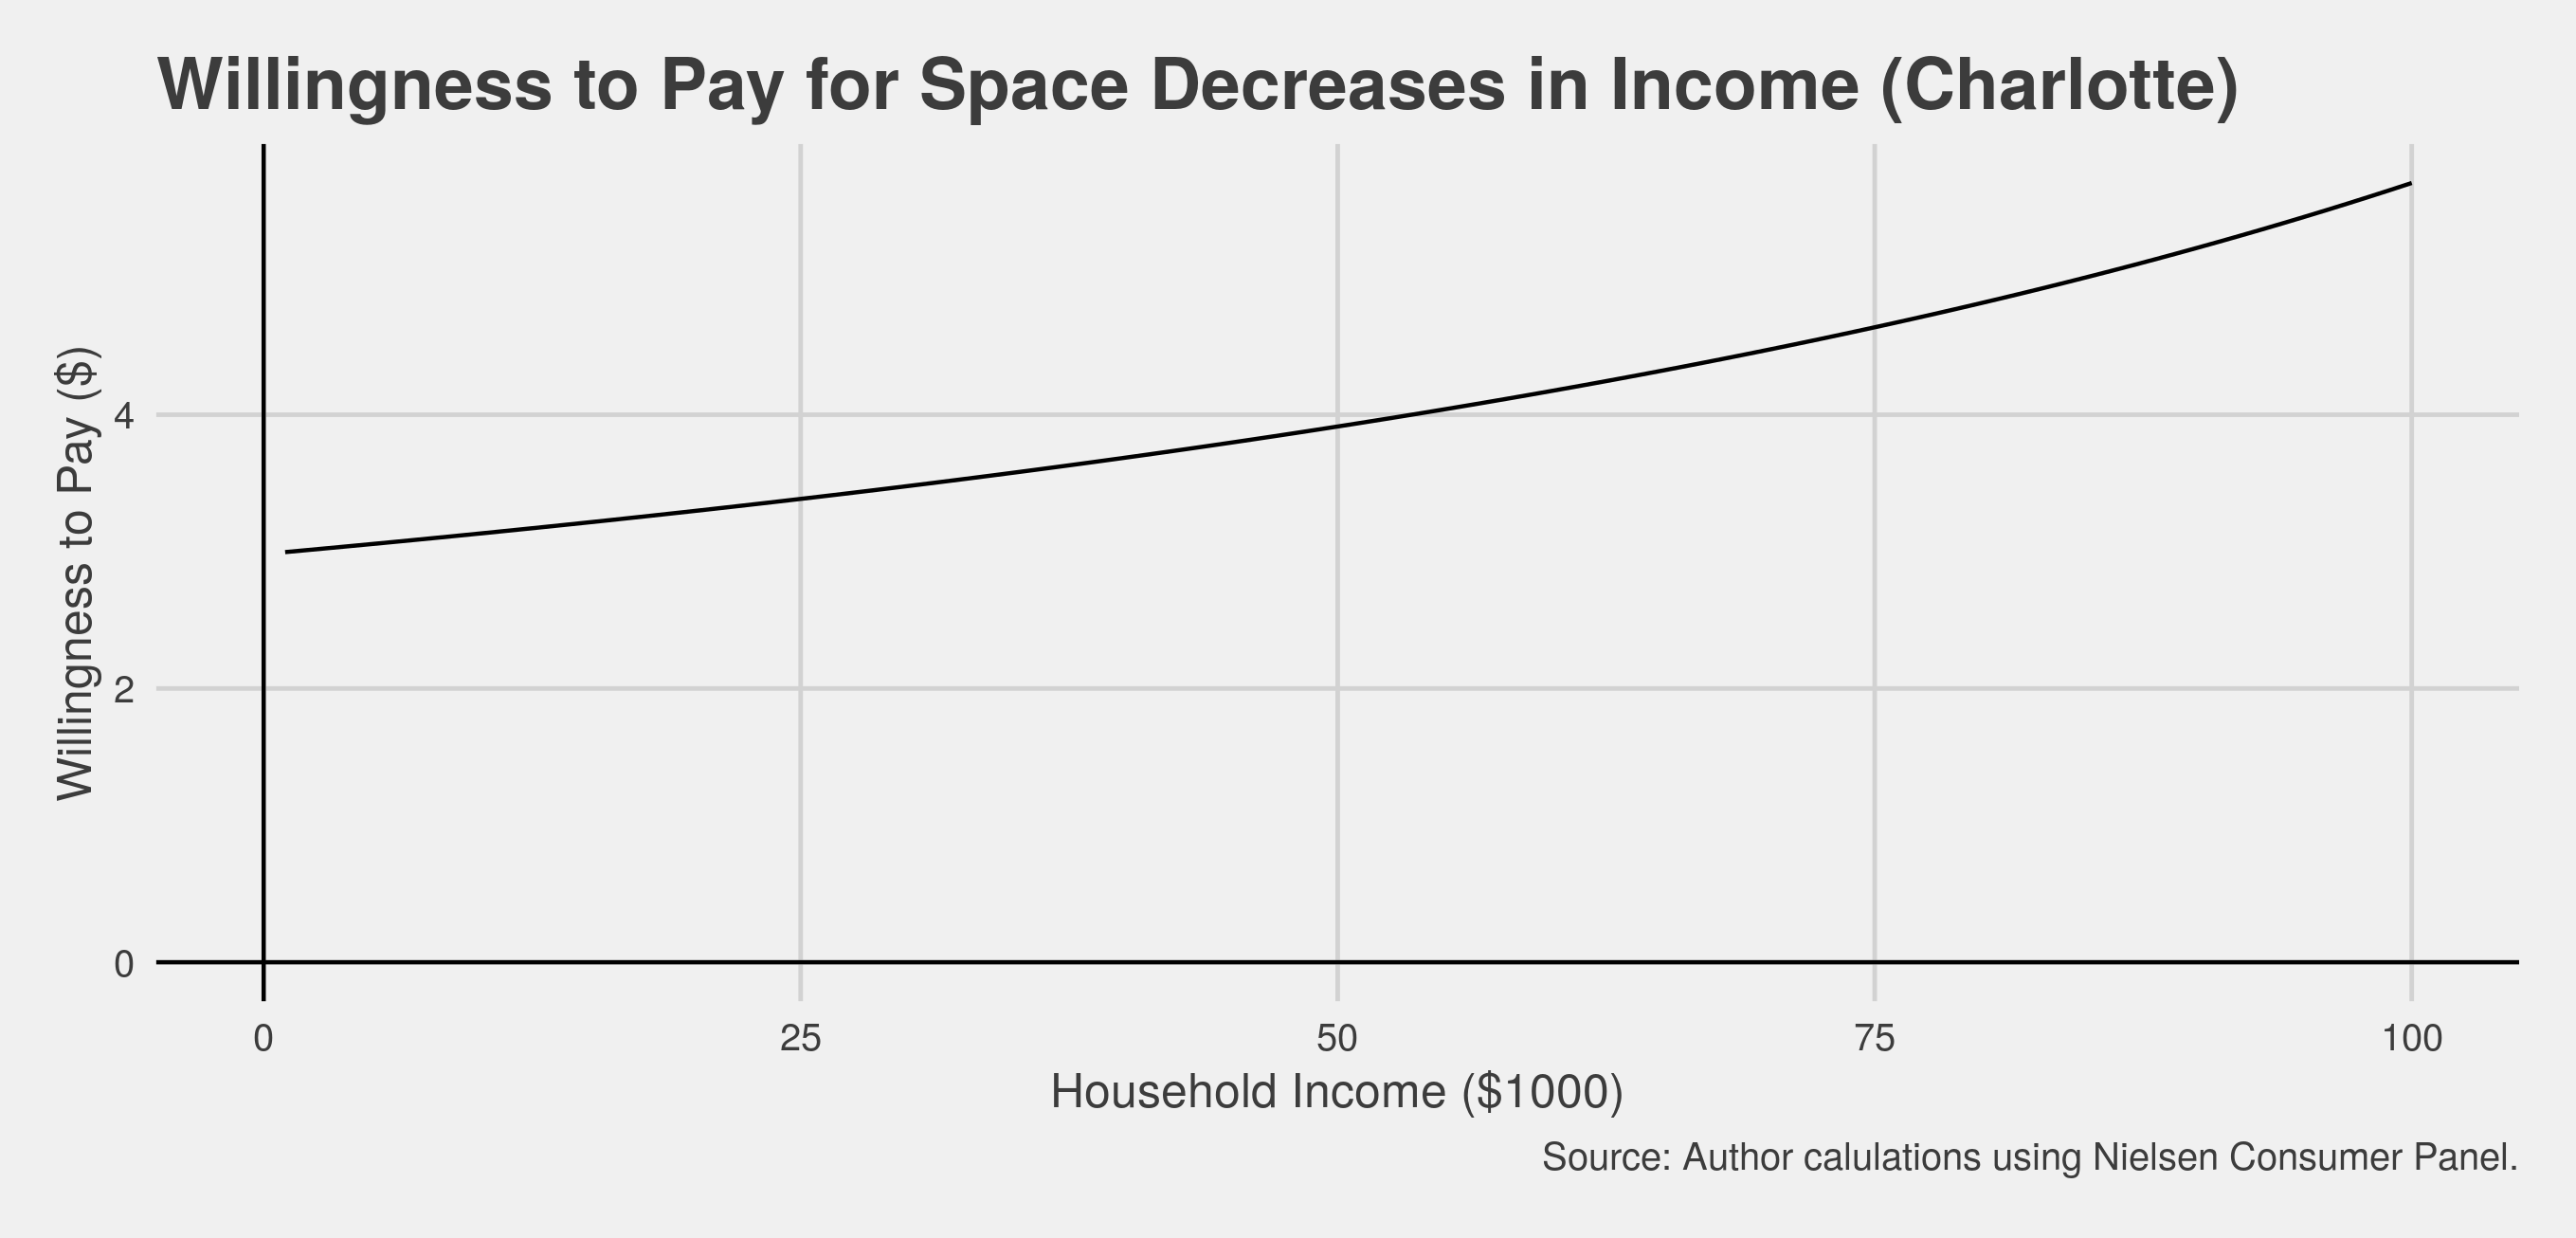 Willingness to Pay for Space Decreases in Income (Charlotte)
Willingness to Pay ($)
4
2
0
0 25 50 75 100
Household Income ($1000)
Source: Author calulations using Nielsen Consumer Panel.